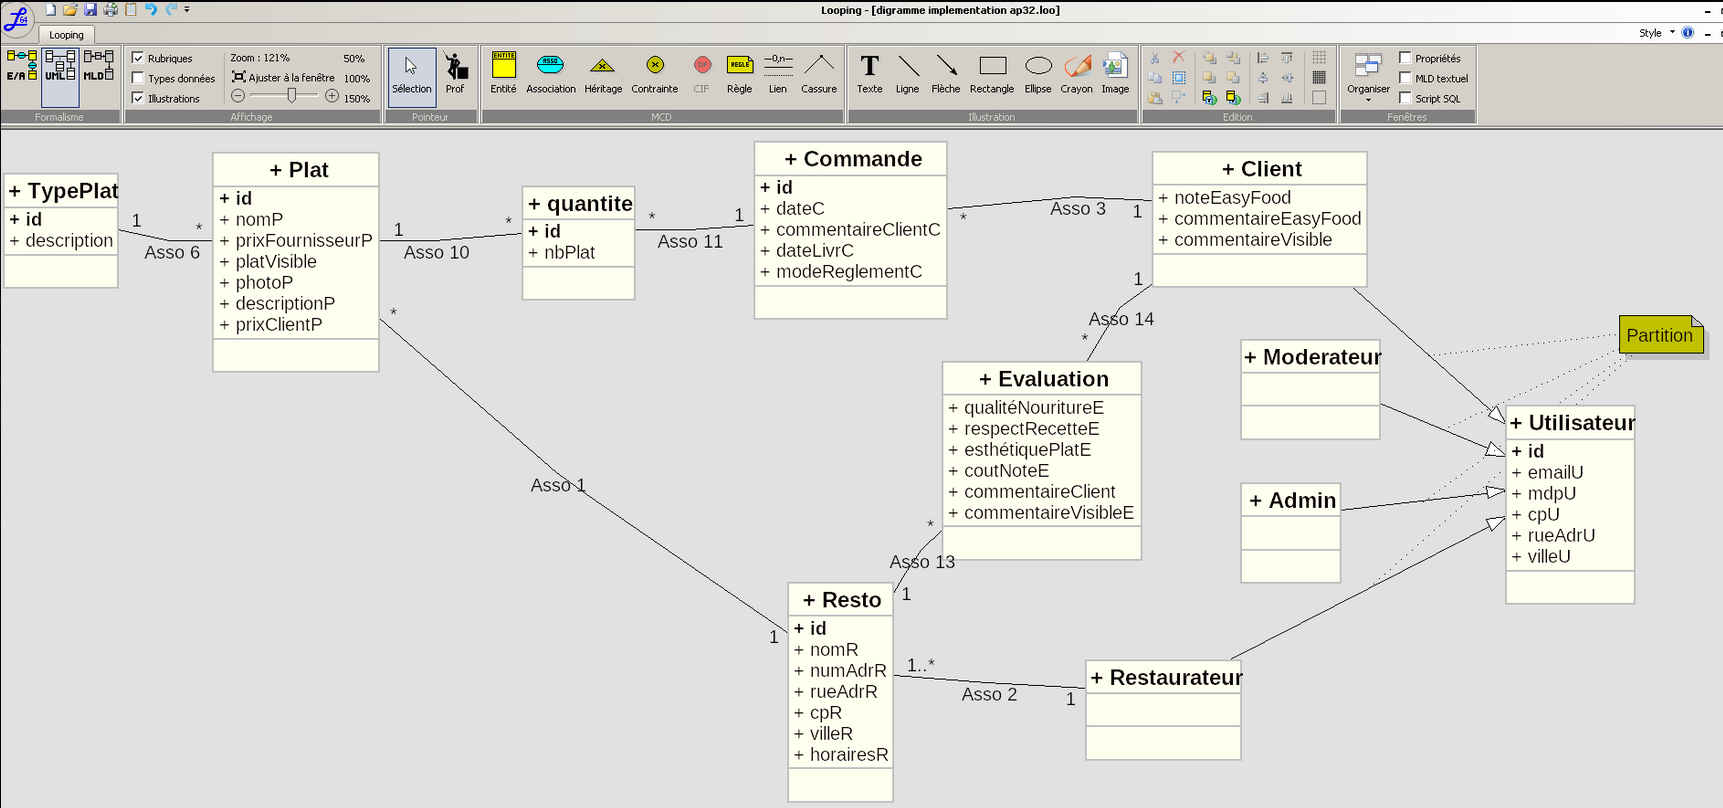 Looping - [digramme implementation ap32.loo]
64
Looping
Style
E/A
UML
MLD
Formalisme
Rubriques
Types données
Illustrations
Zoom : 121%
50%
Ajuster à la fenêtre
100%
150%
Affichage
Sélection
Prof
Pointeur
ENTITÉ
Entité
ASSO
Association
Héritage
Contrainte
CIF
CIF
RÈGLE
Règle
—0,n—
Lien
Cassure
MCD
T
Texte
Ligne
Flèche
Rectangle
Ellipse
Crayon
Image
Illustration
Edition
Organiser
Propriétés
MLD textuel
Script SQL
Fenêtres
+ TypePlat
+ id
+ description
1
*
Asso 6
+ Plat
+ id
+ nomP
+ prixFournisseurP
+ platVisible
+ photoP
+ descriptionP
+ prixClientP
1
*
Asso 10
+ quantite
+ id
+ nbPlat
*
1
Asso 11
+ Commande
+ id
+ dateC
+ commentaireClientC
+ dateLivrC
+ modeReglementC
*
Asso 3
1
+ Client
+ noteEasyFood
+ commentaireEasyFood
+ commentaireVisible
1
Asso 14
*
+ Evaluation
+ qualitéNouritureE
+ respectRecetteE
+ esthétiquePlatE
+ coutNoteE
+ commentaireClient
+ commentaireVisibleE
*
Asso 13
1
*
Asso 1
1
+ Resto
+ id
+ nomR
+ numAdrR
+ rueAdrR
+ cpR
+ villeR
+ horairesR
1..*
Asso 2
1
+ Restaurateur
+ Moderateur
+ Admin
Partition
+ Utilisateur
+ id
+ emailU
+ mdpU
+ cpU
+ rueAdrU
+ villeU